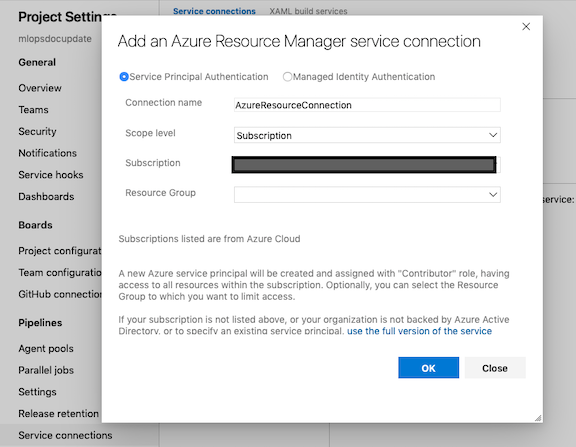 Project Settings
mlopsdocupdate
General
Overview
Teams
Security
Notifications
Service hooks
Dashboards
Boards
Project configurat
Team configuratio
GitHub connection
Pipelines
Agent pools
Parallel jobs
Settings
Release retention
Service connections
Service connections
XAML build services
Add an Azure Resource Manager service connection
Service Principal Authentication
Managed Identity Authentication
Connection name
AzureResourceConnection
Scope level
Subscription
Subscription
Resource Group
Subscriptions listed are from Azure Cloud
A new Azure service principal will be created and assigned with "Contributor" role, having
access to all resources within the subscription. Optionally, you can select the Resource
Group to which you want to limit access.
If your subscription is not listed above, or your organization is not backed by Azure Active
Directory, or to specify an existing service principal, use the full version of the service
OK
Close
service: